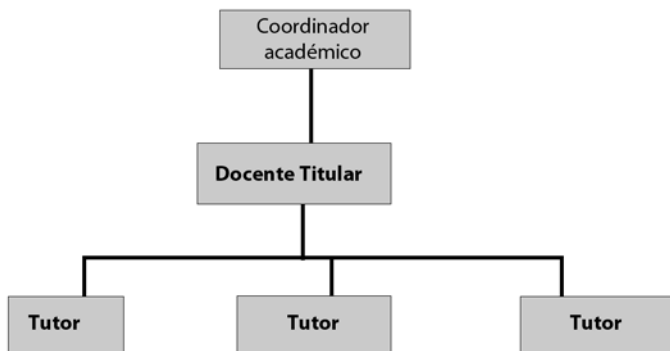 Coordinador
académico
Docente Titular
Tutor
Tutor
Tutor